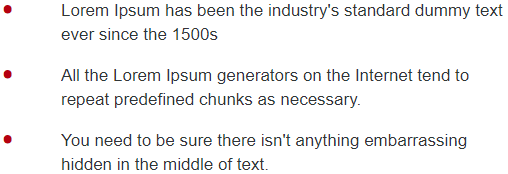 Lorem Ipsum has been the industry's standard dummy text
ever since the 1500s
All the Lorem Ipsum generators on the Internet tend to
repeat predefined chunks as necessary.
You need to be sure there isn't anything embarrassing
hidden in the middle of text.